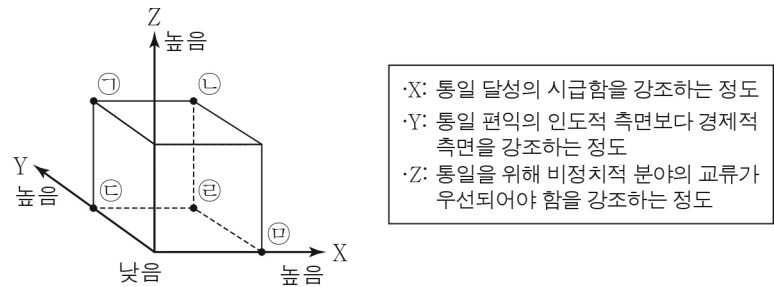 Z
높음
㉠
㉡
Y
높음
㉢
㉣
㉤
X
낮음
높음
·X: 통일 달성의 시급함을 강조하는 정도
·Y: 통일 편익의 인도적 측면보다 경제적
측면을 강조하는 정도
·Z: 통일을 위해 비정치적 분야의 교류가
우선되어야 함을 강조하는 정도